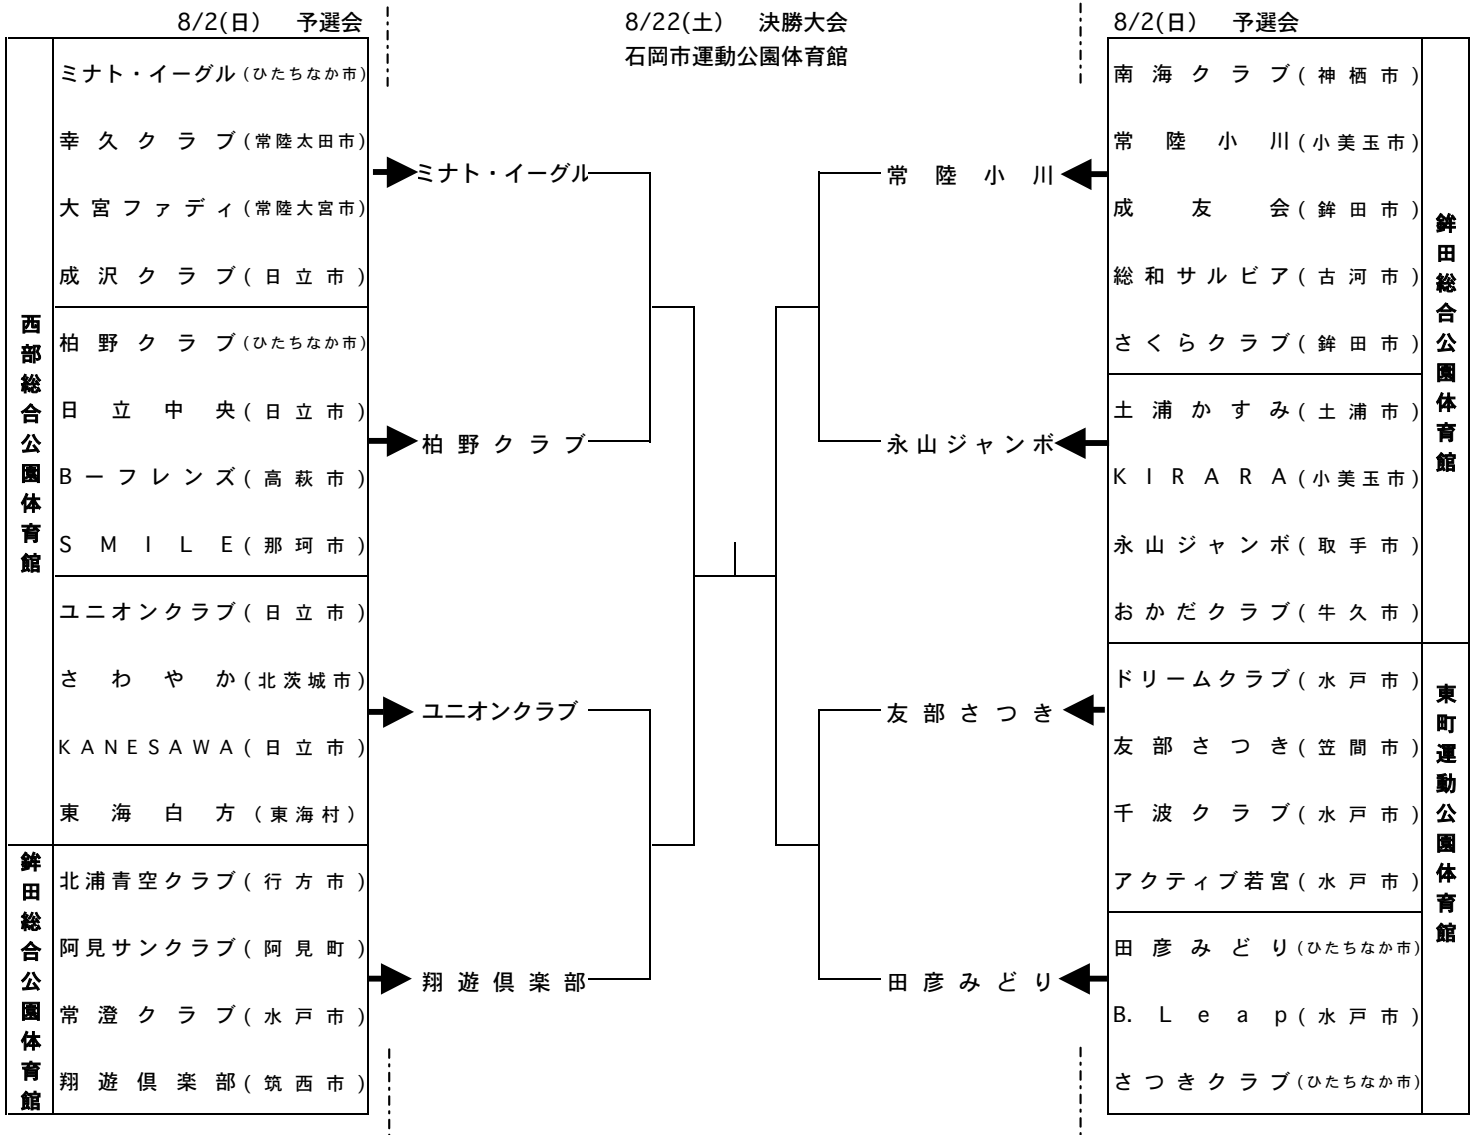 8/2(日)　予選会
8/22(土)　決勝大会
石岡市運動公園体育館
8/2(日)　予選会
西部総合公園体育館
ミナト・イーグル(ひたちなか市)
幸久クラブ(常陸太田市)
大宮ファディ(常陸大宮市)
成沢クラブ(日立市)
柏野クラブ(ひたちなか市)
日立中央(日立市)
Bーフレンズ(高萩市)
SMILE(那珂市)
ユニオンクラブ(日立市)
さわやか(北茨城市)
KANESAWA(日立市)
東海白方(東海村)
鉾田総合公園体育館
北浦青空クラブ(行方市)
阿見サンクラブ(阿見町)
常澄クラブ(水戸市)
翔遊倶楽部(筑西市)
ミナト・イーグル
柏野クラブ
ユニオンクラブ
翔遊倶楽部
常陸小川
永山ジャンボ
友部さつき
田彦みどり
南海クラブ(神栖市)
常陸小川(小美玉市)
成友会(鉾田市)
総和サルビア(古河市)
さくらクラブ(鉾田市)
土浦かすみ(土浦市)
KIRARA(小美玉市)
永山ジャンボ(取手市)
おかだクラブ(牛久市)
鉾田総合公園体育館
ドリームクラブ(水戸市)
友部さつき(笠間市)
千波クラブ(水戸市)
アクティブ若宮(水戸市)
田彦みどり(ひたちなか市)
B.Leap(水戸市)
さつきクラブ(ひたちなか市)
東町運動公園体育館